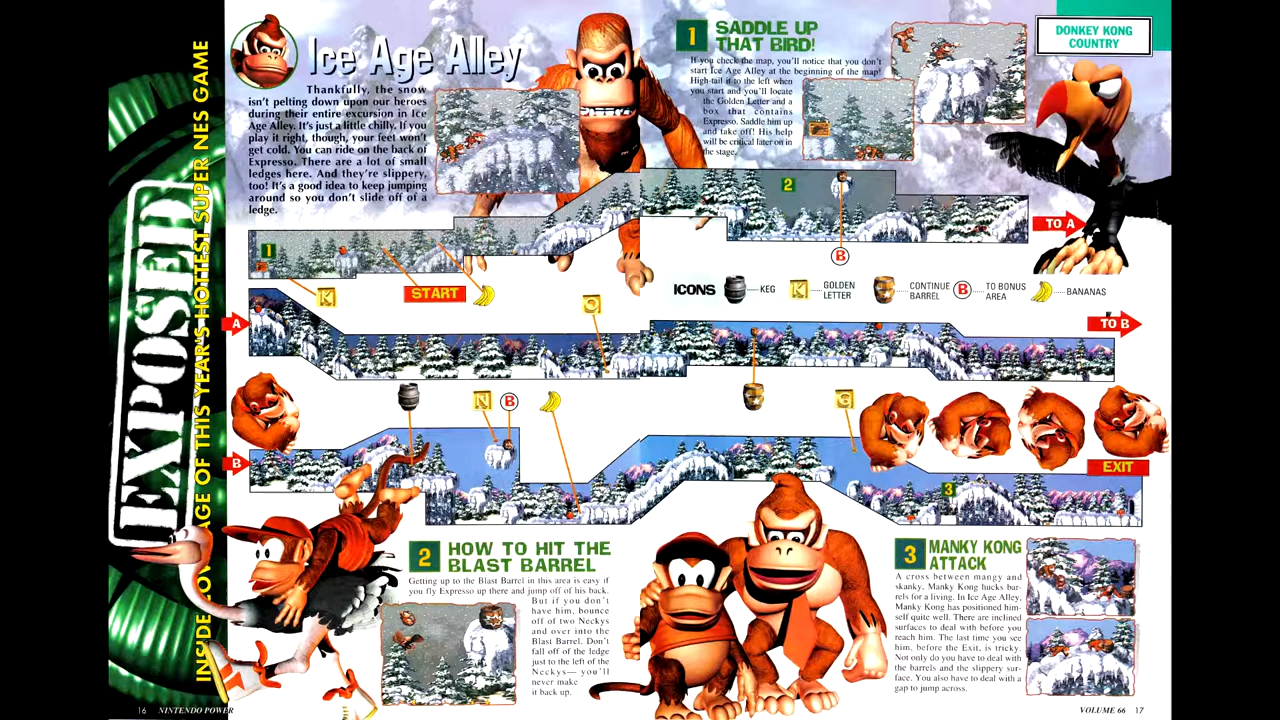 EXPOSED
AGE OF THIS YEAR'S HOTTEST SUPER NES GAME
Ice Age Alley
Thankfully, the snow
isn't pelting down upon our heroes
during their entire excursion in Ice
Age Alley. It's just a little chilly. If you
play it right, though, your feet won't
get cold. You can ride on the back of
Expresso. There are a lot of small
ledges here. And they're slippery,
too! It's a good idea to keep jumping
around so you don't slide off of a
ledge.
1 SADDLE UP
THAT BIRD!
If you check the map, you'll notice that you don't
start Ice Age Alley at the beginning of the map!
High-tail it to the left when
you start and you'll locate
the Golden Letter and a
box that contains
Expresso. Saddle him up
and take off! His help
will be critical later on in
the stage.
DONKEY KONG
COUNTRY
2
1
TO A
B
K
START
ICONS
KEG
K GOLDEN
LETTER
CONTINUE
BARREL
B TO BONUS
AREA
BANANAS
O
A
TO B
N
B
G
B
EXIT
3
2 HOW TO HIT THE
BLAST BARREL
Getting up to the Blast Barrel in this area is easy if
you fly Expresso up there and jump off of his back.
But if you don't
have him, bounce
off of two Neckys
and over into the
Blast Barrel. Don't
fall off of the ledge
just to the left of the
Neckys— you'll
never make
it back up.
3 MANKY KONG
ATTACK
A cross between mangy and
skanky, Manky Kong hucks bar-
rels for a living. In Ice Age Alley,
Manky Kong has positioned him-
self quite well. There are inclined
surfaces to deal with before you
reach him. The last time you see
him, before the Exit, is tricky.
Not only do you have to deal with
the barrels and the slippery sur-
face. You also have to deal with a
gap to jump across.
16 NINTENDO POWER
VOLUME 66 17